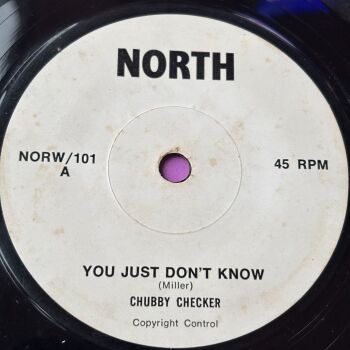 NORTH
NORW/101 45 RPM
A
YOU JUST DON'T KNOW
(Miller)
CHUBBY CHECKER
Copyright Control